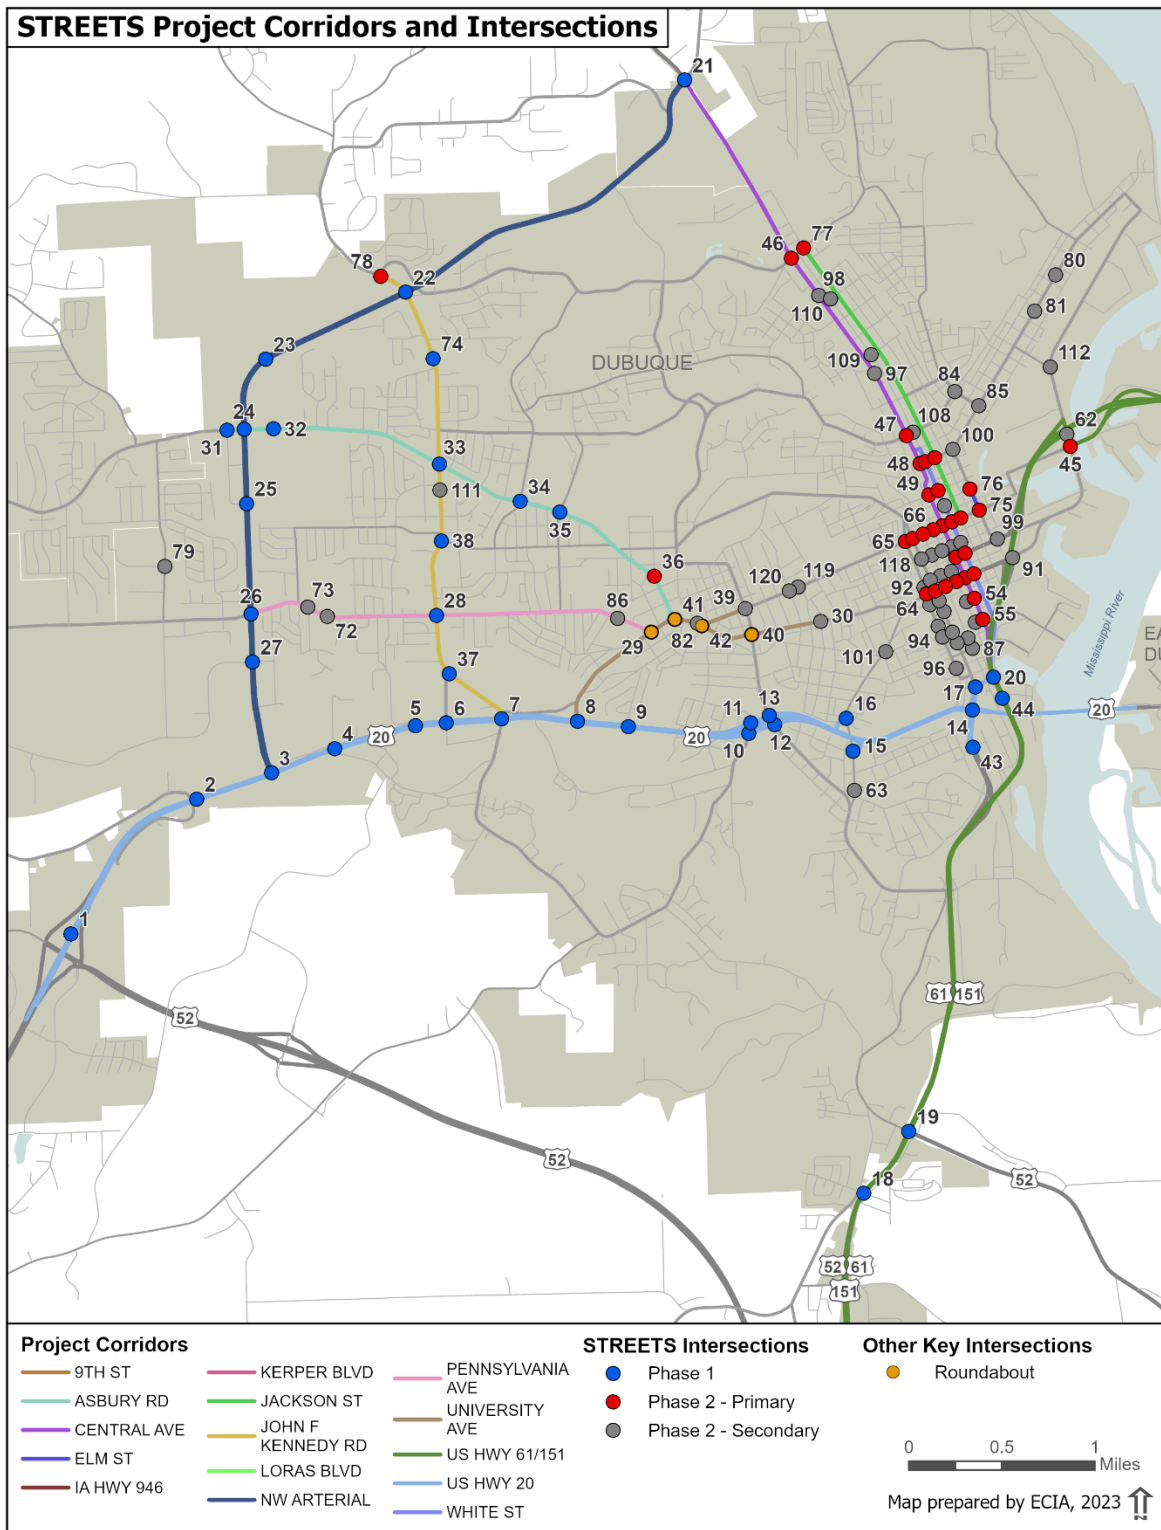 STREETS Project Corridors and Intersections
21
77
46
98
80
78
22
110
81
23
74
DUBUQUE
109
97
112
84
85
24
32
31
47
108
62
33
100
45
48
111
34
49
76
25
35
75
66
99
38
65
79
36
118
91
120
119
73
92
54
26
28
86
41
39
30
64
55
72
29
82
42
40
94
87
EA
DU
Mississippi River
27
37
101
96
20
7
13
16
17
44
5
6
8
9
11
14
20
4
20
20
10
12
15
3
43
2
63
1
61
151
52
19
52
52
18
52
61
151
Project Corridors
9TH ST
ASBURY RD
CENTRAL AVE
ELM ST
IA HWY 946
KERPER BLVD
JACKSON ST
JOHN F
KENNEDY RD
LORAS BLVD
NW ARTERIAL
PENNSYLVANIA
AVE
UNIVERSITY
AVE
US HWY 61/151
US HWY 20
WHITE ST
STREETS Intersections
Phase 1
Phase 2 - Primary
Phase 2 - Secondary
Other Key Intersections
Roundabout
0 0.5 1
Miles
Map prepared by ECIA, 2023
N